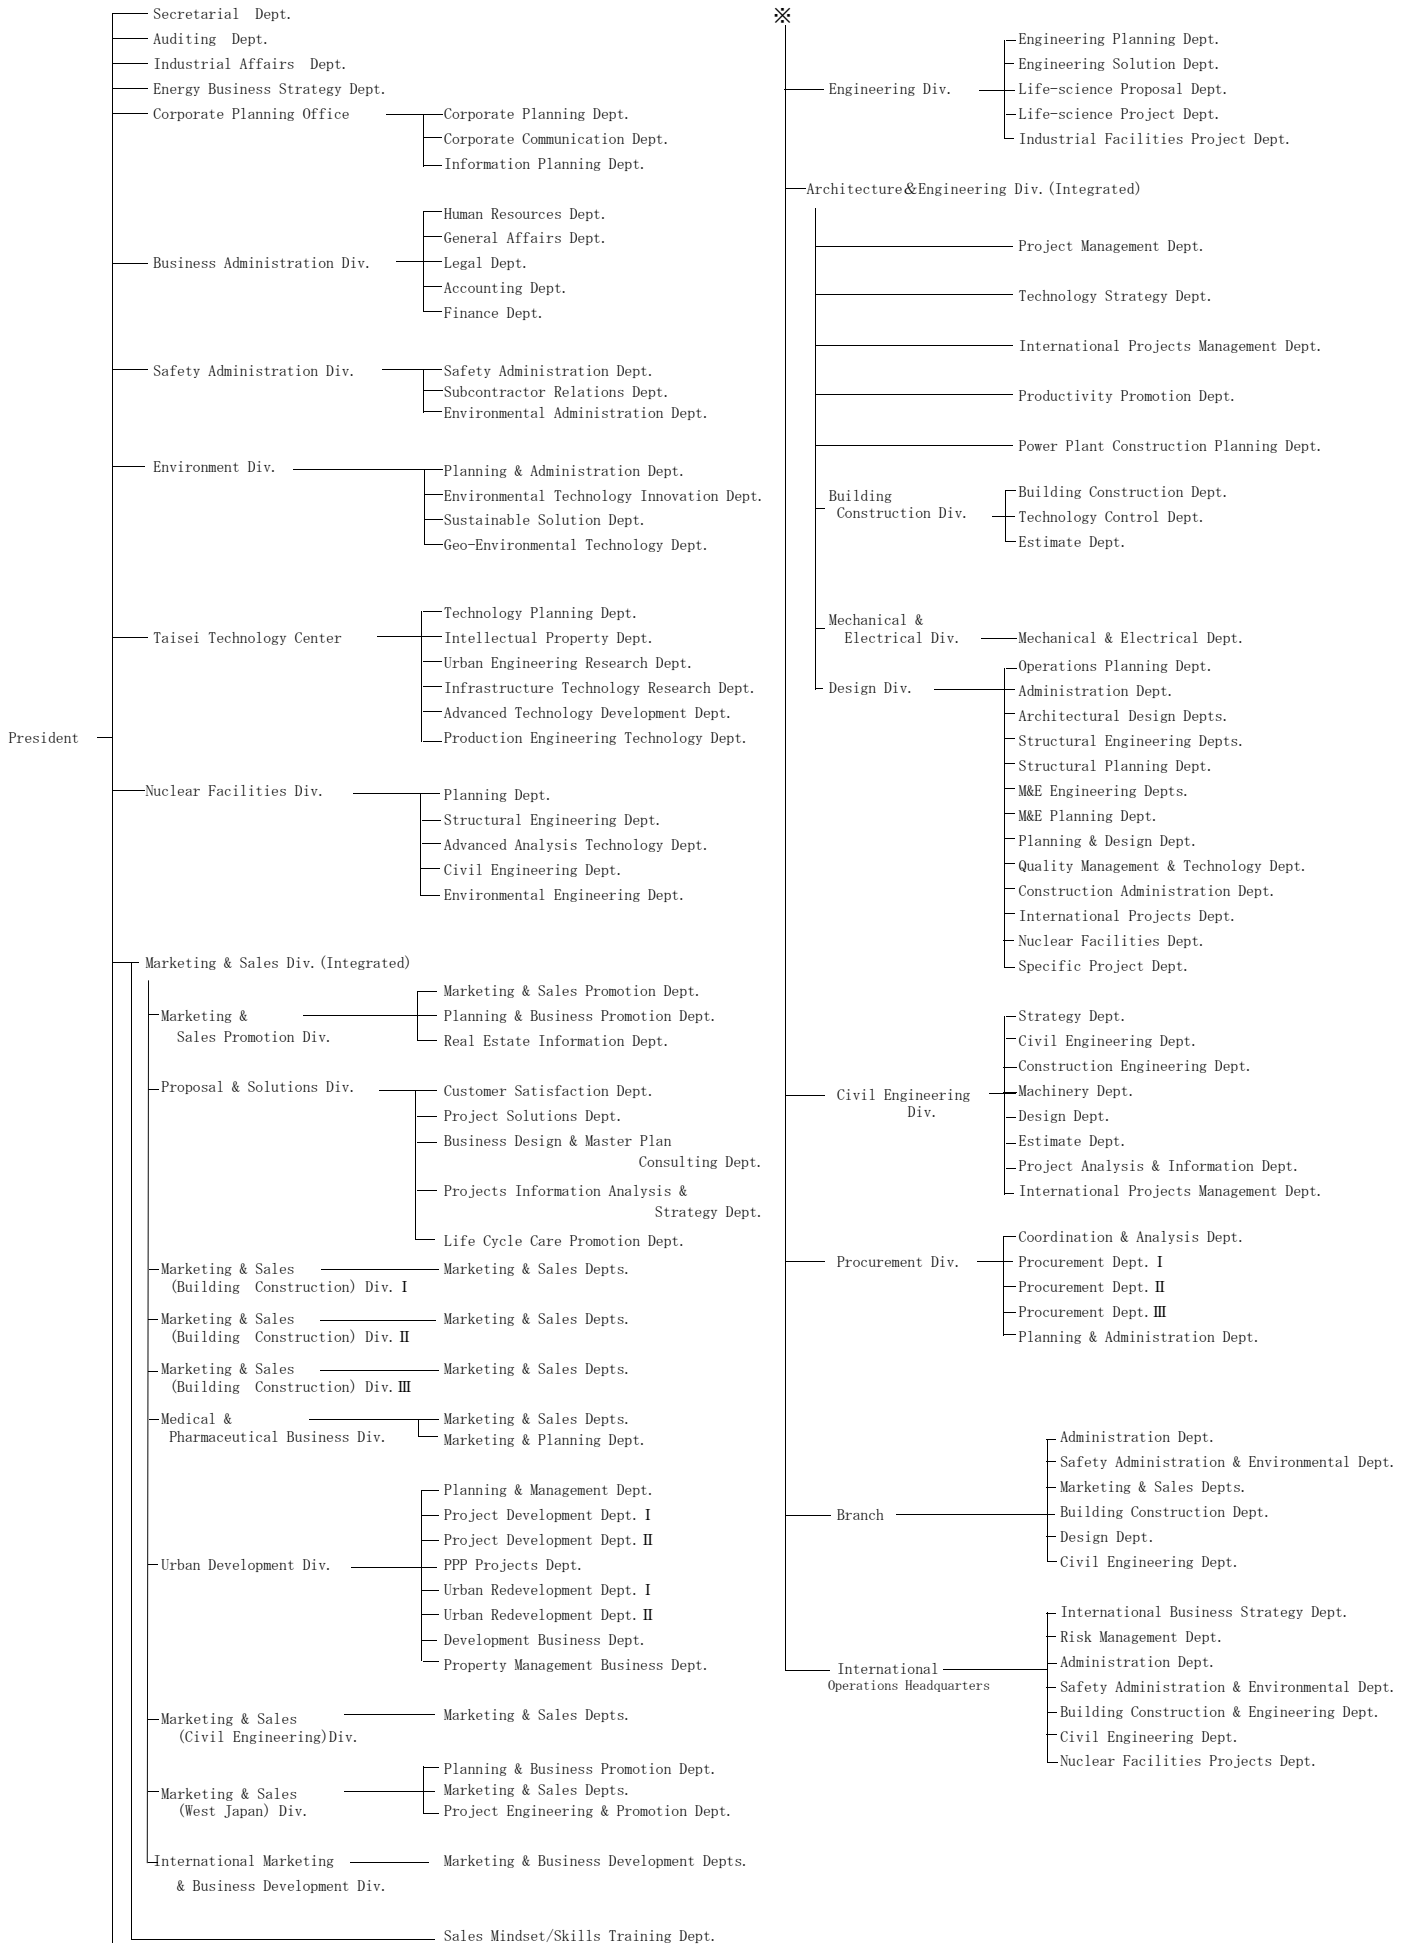 Secretarial Dept.
Auditing Dept.
Industrial Affairs Dept.
Energy Business Strategy Dept.
Corporate Planning Office
Corporate Planning Dept.
Corporate Communication Dept.
Information Planning Dept.
Human Resources Dept.
General Affairs Dept.
Business Administration Div.
Legal Dept.
Accounting Dept.
Finance Dept.
Safety Administration Div.
Safety Administration Dept.
Subcontractor Relations Dept.
Environmental Administration Dept.
Environment Div.
Planning & Administration Dept.
Environmental Technology Innovation Dept.
Sustainable Solution Dept.
Geo-Environmental Technology Dept.
Technology Planning Dept.
Taisei Technology Center
Intellectual Property Dept.
Urban Engineering Research Dept.
Infrastructure Technology Research Dept.
Advanced Technology Development Dept.
President
Production Engineering Technology Dept.
Nuclear Facilities Div.
Planning Dept.
Structural Engineering Dept.
Advanced Analysis Technology Dept.
Civil Engineering Dept.
Environmental Engineering Dept.
Marketing & Sales Div.(Integrated)
Marketing & Sales Promotion Dept.
Marketing &
Sales Promotion Div.
Planning & Business Promotion Dept.
Real Estate Information Dept.
Proposal & Solutions Div.
Customer Satisfaction Dept.
Project Solutions Dept.
Business Design & Master Plan
Consulting Dept.
Projects Information Analysis &
Strategy Dept.
Life Cycle Care Promotion Dept.
Marketing & Sales
(Building Construction) Div.Ⅰ
Marketing & Sales Depts.
Marketing & Sales
(Building Construction) Div.Ⅱ
Marketing & Sales Depts.
Marketing & Sales
(Building Construction) Div.Ⅲ
Marketing & Sales Depts.
Medical &
Pharmaceutical Business Div.
Marketing & Sales Depts.
Marketing & Planning Dept.
Planning & Management Dept.
Project Development Dept.Ⅰ
Project Development Dept.Ⅱ
Urban Development Div.
PPP Projects Dept.
Urban Redevelopment Dept.Ⅰ
Urban Redevelopment Dept.Ⅱ
Development Business Dept.
Property Management Business Dept.
Marketing & Sales
(Civil Engineering)Div.
Marketing & Sales Depts.
Planning & Business Promotion Dept.
Marketing & Sales
(West Japan) Div.
Marketing & Sales Depts.
Project Engineering & Promotion Dept.
International Marketing
& Business Development Div.
Marketing & Business Development Depts.
Sales Mindset/Skills Training Dept.
※
Engineering Planning Dept.
Engineering Solution Dept.
Engineering Div.
Life-science Proposal Dept.
Life-science Project Dept.
Industrial Facilities Project Dept.
Architecture＆Engineering Div.(Integrated)
Project Management Dept.
Technology Strategy Dept.
International Projects Management Dept.
Productivity Promotion Dept.
Power Plant Construction Planning Dept.
Building
Construction Div.
Building Construction Dept.
Technology Control Dept.
Estimate Dept.
Mechanical &
Electrical Div.
Mechanical & Electrical Dept.
Operations Planning Dept.
Design Div.
Administration Dept.
Architectural Design Depts.
Structural Engineering Depts.
Structural Planning Dept.
M&E Engineering Depts.
M&E Planning Dept.
Planning & Design Dept.
Quality Management & Technology Dept.
Construction Administration Dept.
International Projects Dept.
Nuclear Facilities Dept.
Specific Project Dept.
Strategy Dept.
Civil Engineering Dept.
Construction Engineering Dept.
Civil Engineering
Div.
Machinery Dept.
Design Dept.
Estimate Dept.
Project Analysis & Information Dept.
International Projects Management Dept.
Coordination & Analysis Dept.
Procurement Div.
Procurement Dept.Ⅰ
Procurement Dept.Ⅱ
Procurement Dept.Ⅲ
Planning & Administration Dept.
Administration Dept.
Safety Administration & Environmental Dept.
Marketing & Sales Depts.
Branch
Building Construction Dept.
Design Dept.
Civil Engineering Dept.
International Business Strategy Dept.
Risk Management Dept.
International
Operations Headquarters
Administration Dept.
Safety Administration & Environmental Dept.
Building Construction & Engineering Dept.
Civil Engineering Dept.
Nuclear Facilities Projects Dept.